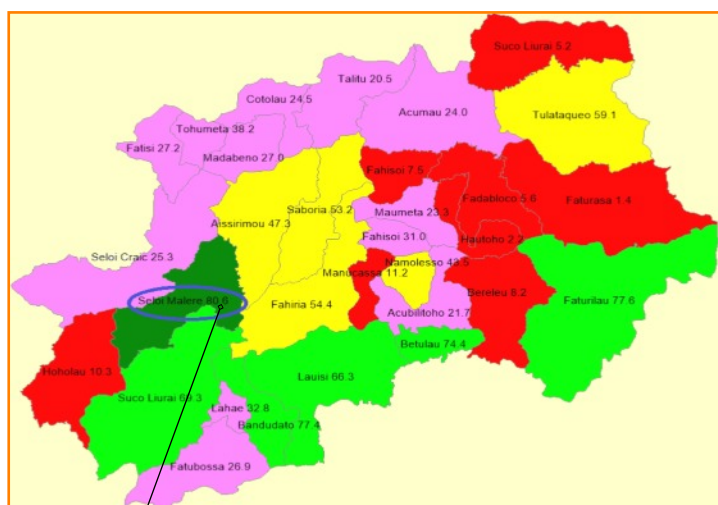 Suco Liurai 5.2
Talitu 20.5
Cotolau 24.5
Acumau 24.0
Tulataqueo 59.1
Tohumeta 38.2
Fatisi 27.2
Madabeno 27.0
Fahisoi 7.5
Fadabloco 5.6
Faturasa 1.4
Saboria 53.2
Maumeta 23.3
Aissirimou 47.3
Fahisoi 31.0
Hautoho 2.2
Seloi Craic 25.3
Namolesso 43.5
Manucassa 11.2
Bereleu 8.2
Seloi Malere 80.6
Faturilau 77.6
Fahiria 54.4
Acubilitoho 21.7
Betulau 74.4
Hoholau 10.3
Lauisi 66.3
Suco Liurai 69.3
Lahae 32.8
Bandudato 77.4
Fatubossa 26.9